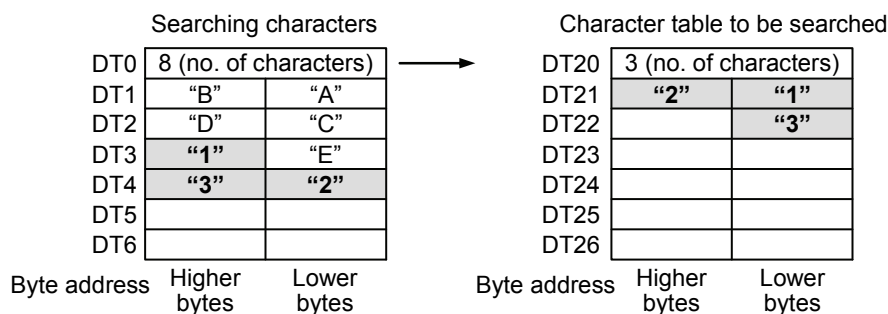 Searching characters Character table to be searched
DT0 8 (no. of characters) DT20 3 (no. of characters)
DT1 “B” “A” DT21 “2” “1”
DT2 “D” “C” DT22 “3”
DT3 “1” “E” DT23
DT4 “3” “2” DT24
DT5 DT25
DT6 DT26
Byte address Higher bytes Lower bytes Byte address Higher bytes Lower bytes